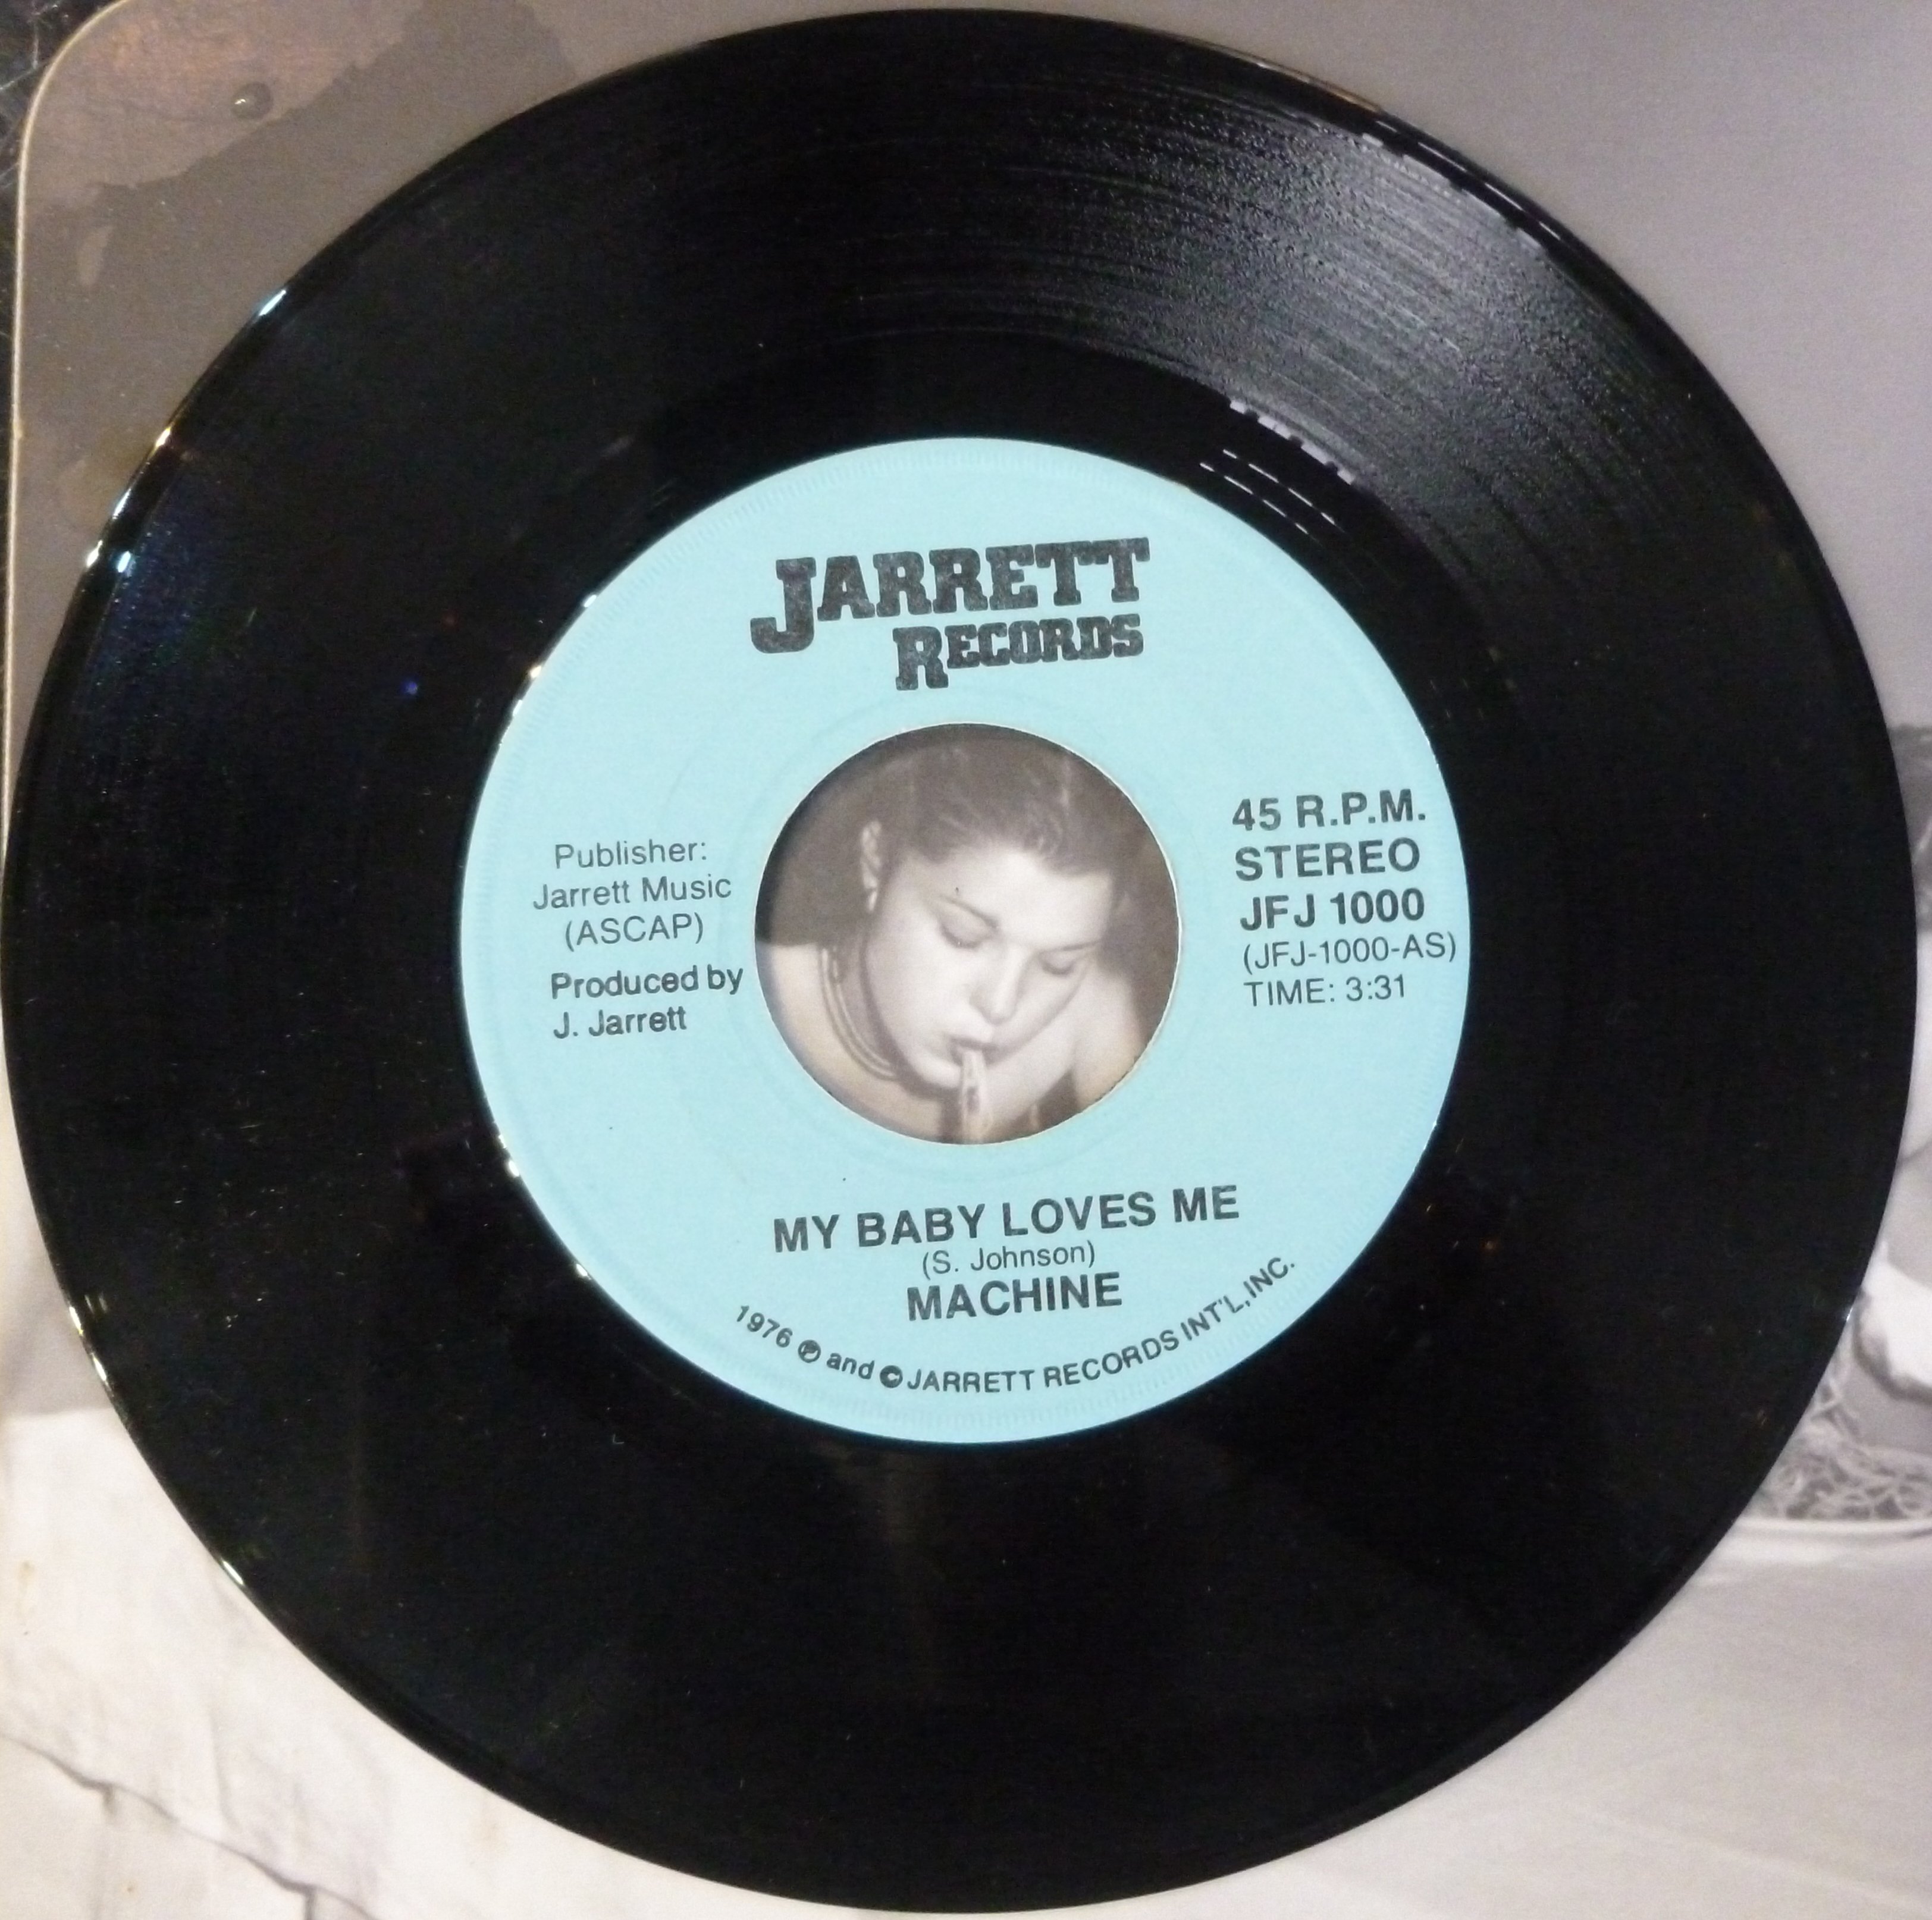 JARRETT
RECORDS
Publisher:
Jarrett Music
(ASCAP)
Produced by
J. Jarrett
45 R.P.M.
STEREO
JFJ 1000
(JFJ-1000-AS)
TIME: 3:31
MY BABY LOVES ME
(S. Johnson)
MACHINE
1976 ℗ and © JARRETT RECORDS INT'L, INC.